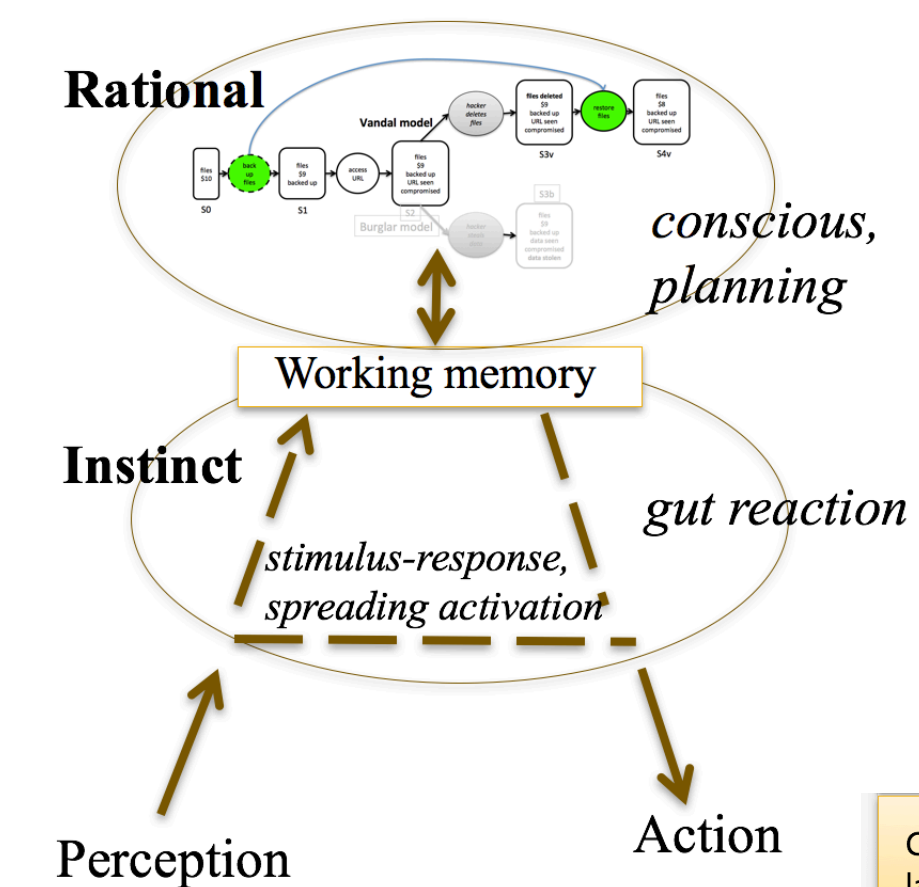 Rational
Vandal model
hacker
deletes
files
files deleted
$9
backed up
URL seen
compromised
S3v
restore
files
files
$8
backed up
URL seen
compromised
S4v
files
$10
S0
back
up
files
files
$9
backed up
S1
access
URL
files
$9
backed up
URL seen
compromised
S2
Burglar model
hacker
S3b
files
$9
backed up
data seen
compromised
data stolen
conscious,
planning
Working memory
Instinct
gut reaction
stimulus-response,
spreading activation
Perception
Action